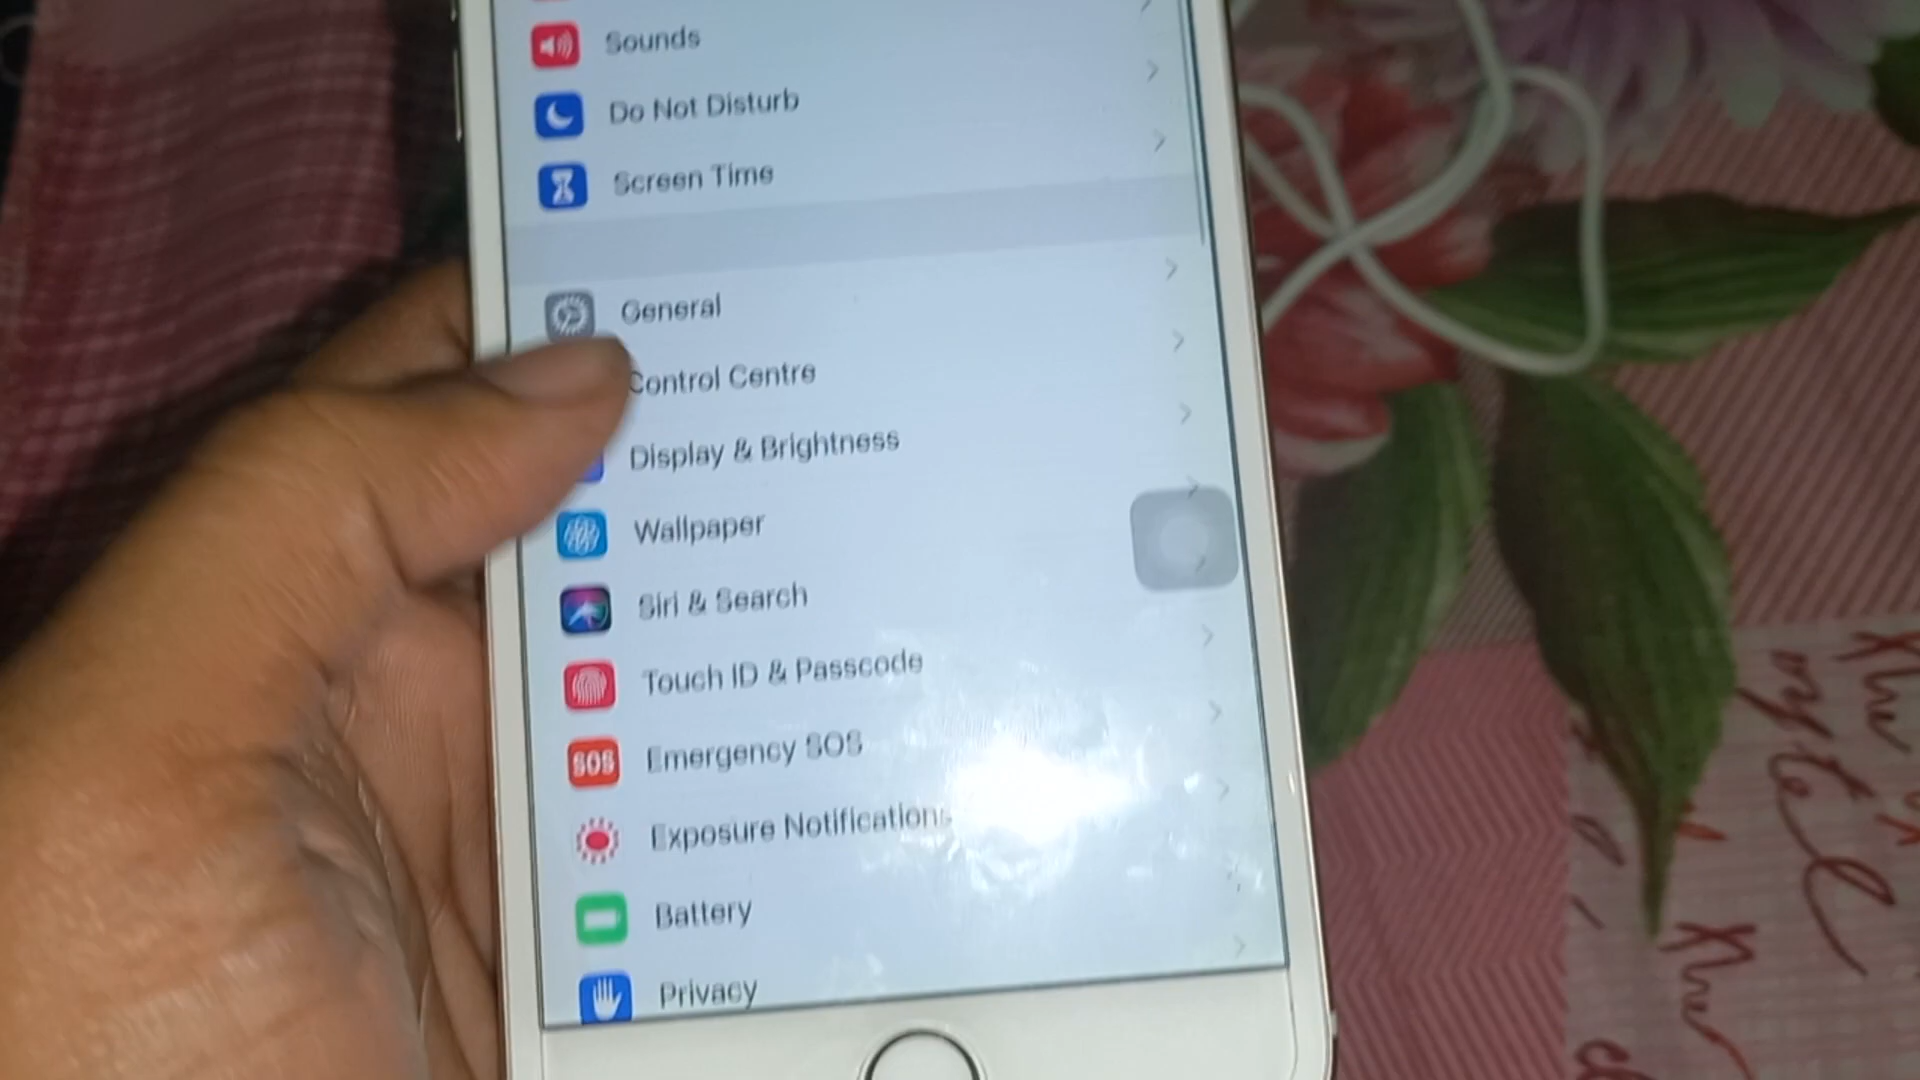 Sounds
Do Not Disturb
Screen Time
General
Control Centre
Display & Brightness
Wallpaper
Siri & Search
Touch ID & Passcode
SOS Emergency SOS
Exposure Notifications
Battery
Privacy